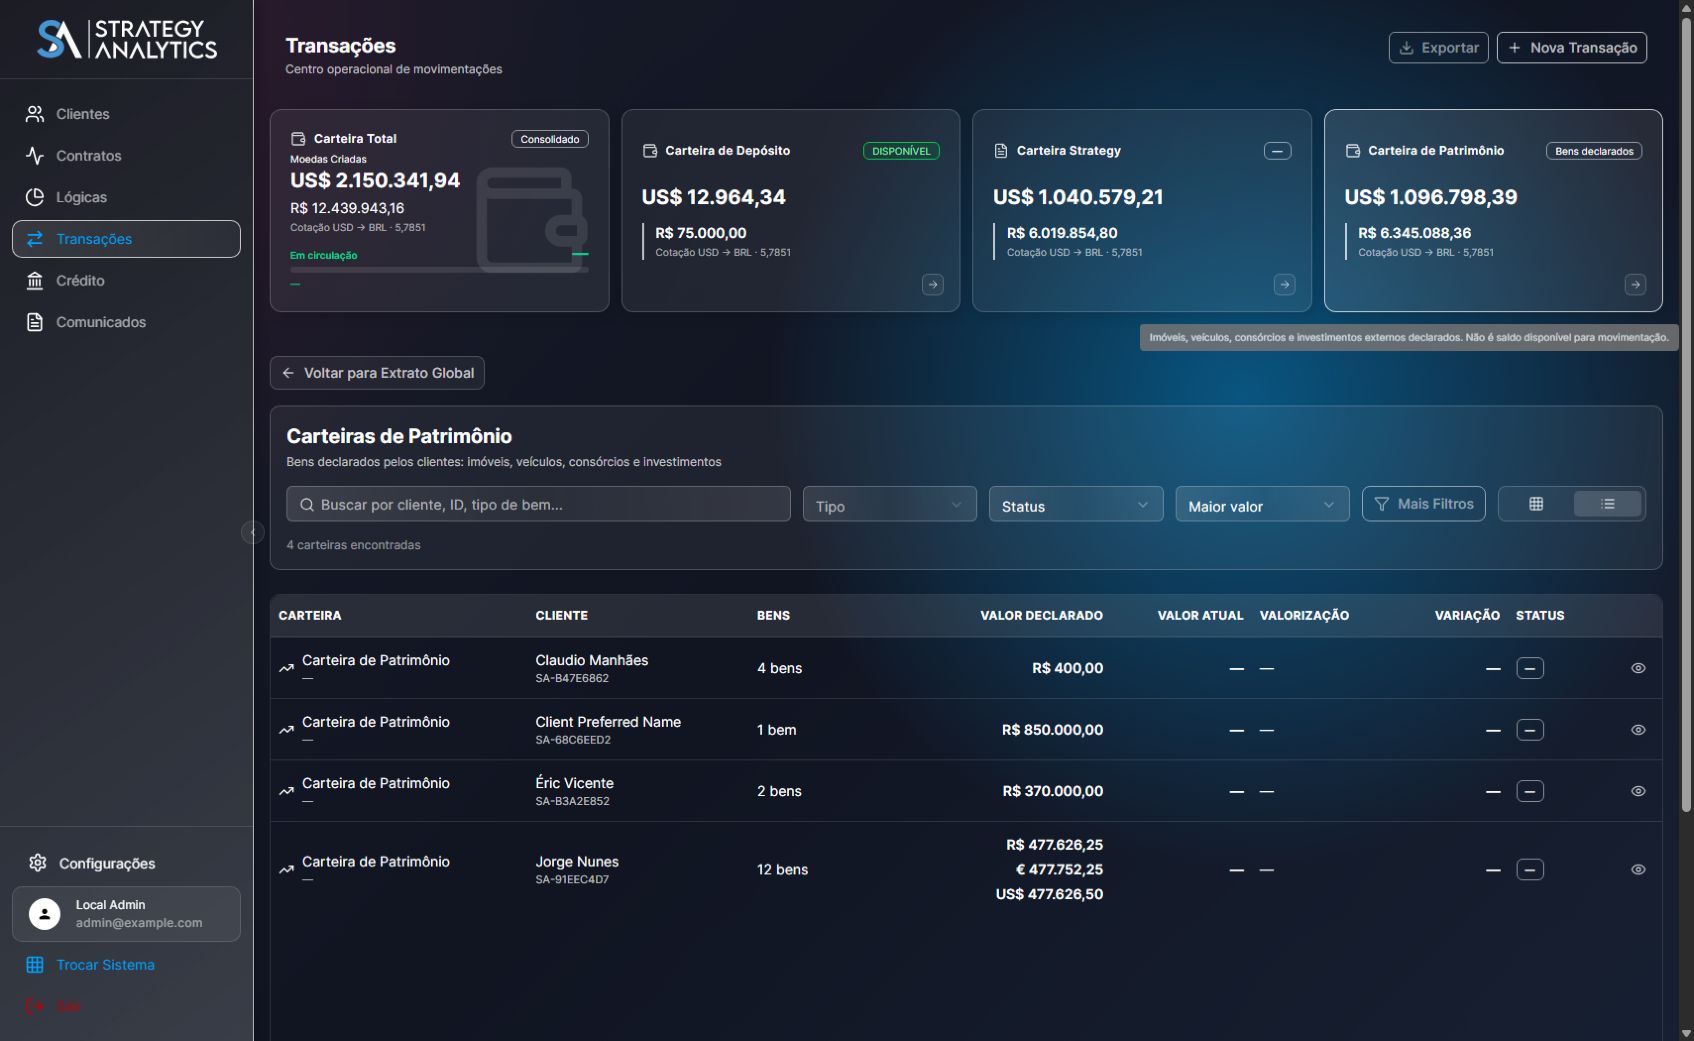 STRATEGY
ANALYTICS
Clientes
Contratos
Lógicas
Transações
Crédito
Comunicados
Configurações
Local Admin
admin@example.com
Trocar Sistema
Sair
Transações
Centro operacional de movimentações
Exportar
+ Nova Transação
Carteira Total
Consolidado
Moedas Criadas
US$ 2.150.341,94
R$ 12.439.943,16
Cotação USD → BRL · 5,7851
Em circulação
—
—
Carteira de Depósito
DISPONÍVEL
US$ 12.964,34
R$ 75.000,00
Cotação USD → BRL · 5,7851
Carteira Strategy
—
US$ 1.040.579,21
R$ 6.019.854,80
Cotação USD → BRL · 5,7851
Carteira de Patrimônio
Bens declarados
US$ 1.096.798,39
R$ 6.345.088,36
Cotação USD → BRL · 5,7851
Imóveis, veículos, consórcios e investimentos externos declarados. Não é saldo disponível para movimentação.
← Voltar para Extrato Global
Carteiras de Patrimônio
Bens declarados pelos clientes: imóveis, veículos, consórcios e investimentos
Buscar por cliente, ID, tipo de bem...
Tipo
Status
Maior valor
Mais Filtros
4 carteiras encontradas
CARTEIRA CLIENTE BENS VALOR DECLARADO VALOR ATUAL VALORIZAÇÃO VARIAÇÃO STATUS
Carteira de Patrimônio
—
Claudio Manhães
SA-B47E6862
4 bens
R$ 400,00
— — — —
Carteira de Patrimônio
—
Client Preferred Name
SA-68C6EED2
1 bem
R$ 850.000,00
— — — —
Carteira de Patrimônio
—
Éric Vicente
SA-B3A2E852
2 bens
R$ 370.000,00
— — — —
Carteira de Patrimônio
—
Jorge Nunes
SA-91EEC4D7
12 bens
R$ 477.626,25
€ 477.752,25
US$ 477.626,50
— — — —